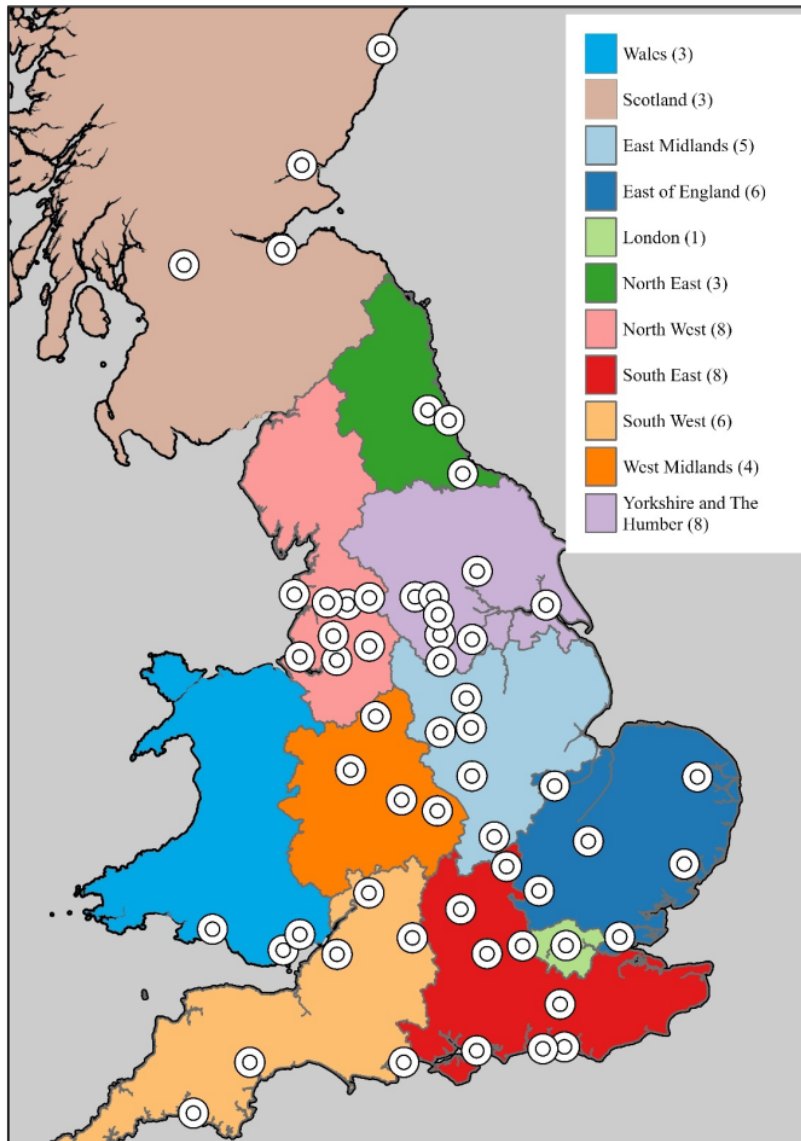 Wales (3)
Scotland (3)
East Midlands (5)
East of England (6)
London (1)
North East (3)
North West (8)
South East (8)
South West (6)
West Midlands (4)
Yorkshire and The
Humber (8)